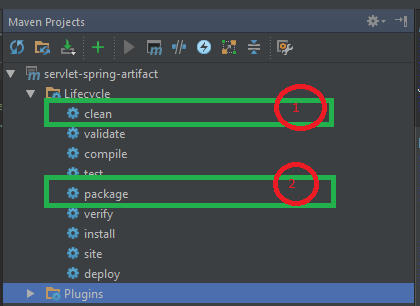 Maven Projects
servlet-spring-artifact
Lifecycle
clean
1
validate
compile
test
package
2
verify
install
site
deploy
Plugins